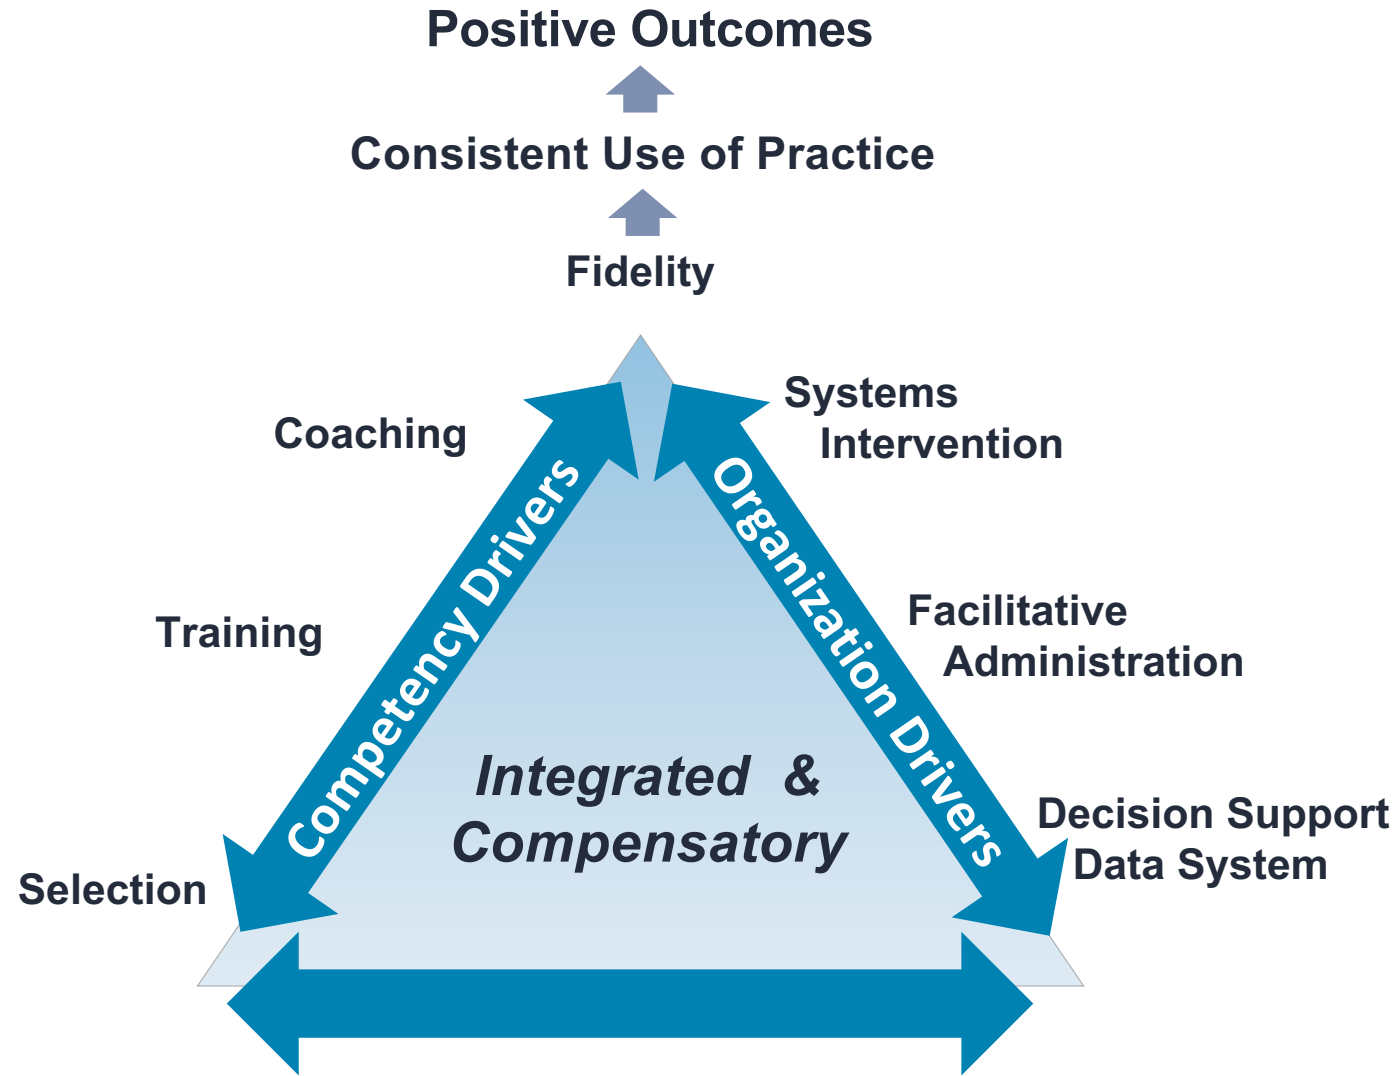 Positive Outcomes
Consistent Use of Practice
Fidelity
Coaching
Training
Selection
Competency Drivers
Integrated & 
Compensatory
Organization Drivers
Systems
Intervention
Facilitative
Administration
Decision Support
Data System